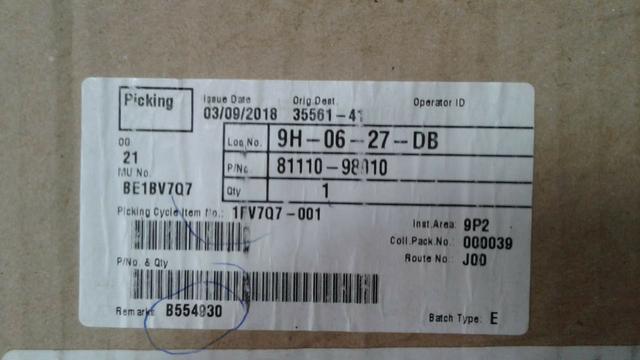 Picking
Issue Date Orig.Dest. Operator ID
03/09/2018 35561-41
Loc No. 9H-06-27-DB
OO
21
P/No. 81110-98010
MU No.
BE1BV7Q7
Qty 1
Picking Cycle Item No.: 1FV7Q7-001
Inst.Area: 9P2
Coll.Pack.No.: 000039
P/No. & Qty
Route No.: J00
Remark: B554930
Batch Type: E